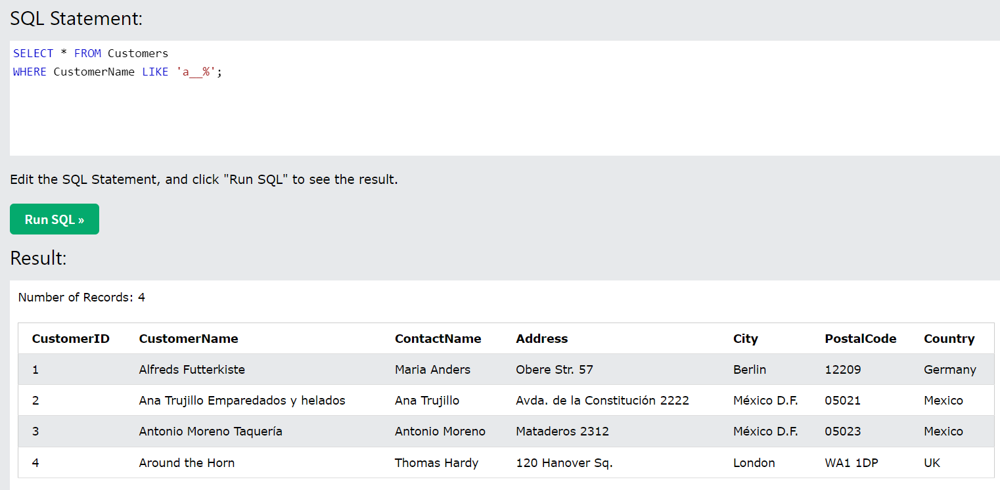 SQL Statement:
SELECT * FROM Customers
WHERE CustomerName LIKE 'a__%';
Edit the SQL Statement, and click "Run SQL" to see the result.
Run SQL »
Result:
Number of Records: 4
CustomerID CustomerName ContactName Address City PostalCode Country
1 Alfreds Futterkiste Maria Anders Obere Str. 57 Berlin 12209 Germany
2 Ana Trujillo Emparedados y helados Ana Trujillo Avda. de la Constitución 2222 México D.F. 05021 Mexico
3 Antonio Moreno Taquería Antonio Moreno Mataderos 2312 México D.F. 05023 Mexico
4 Around the Horn Thomas Hardy 120 Hanover Sq. London WA1 1DP UK